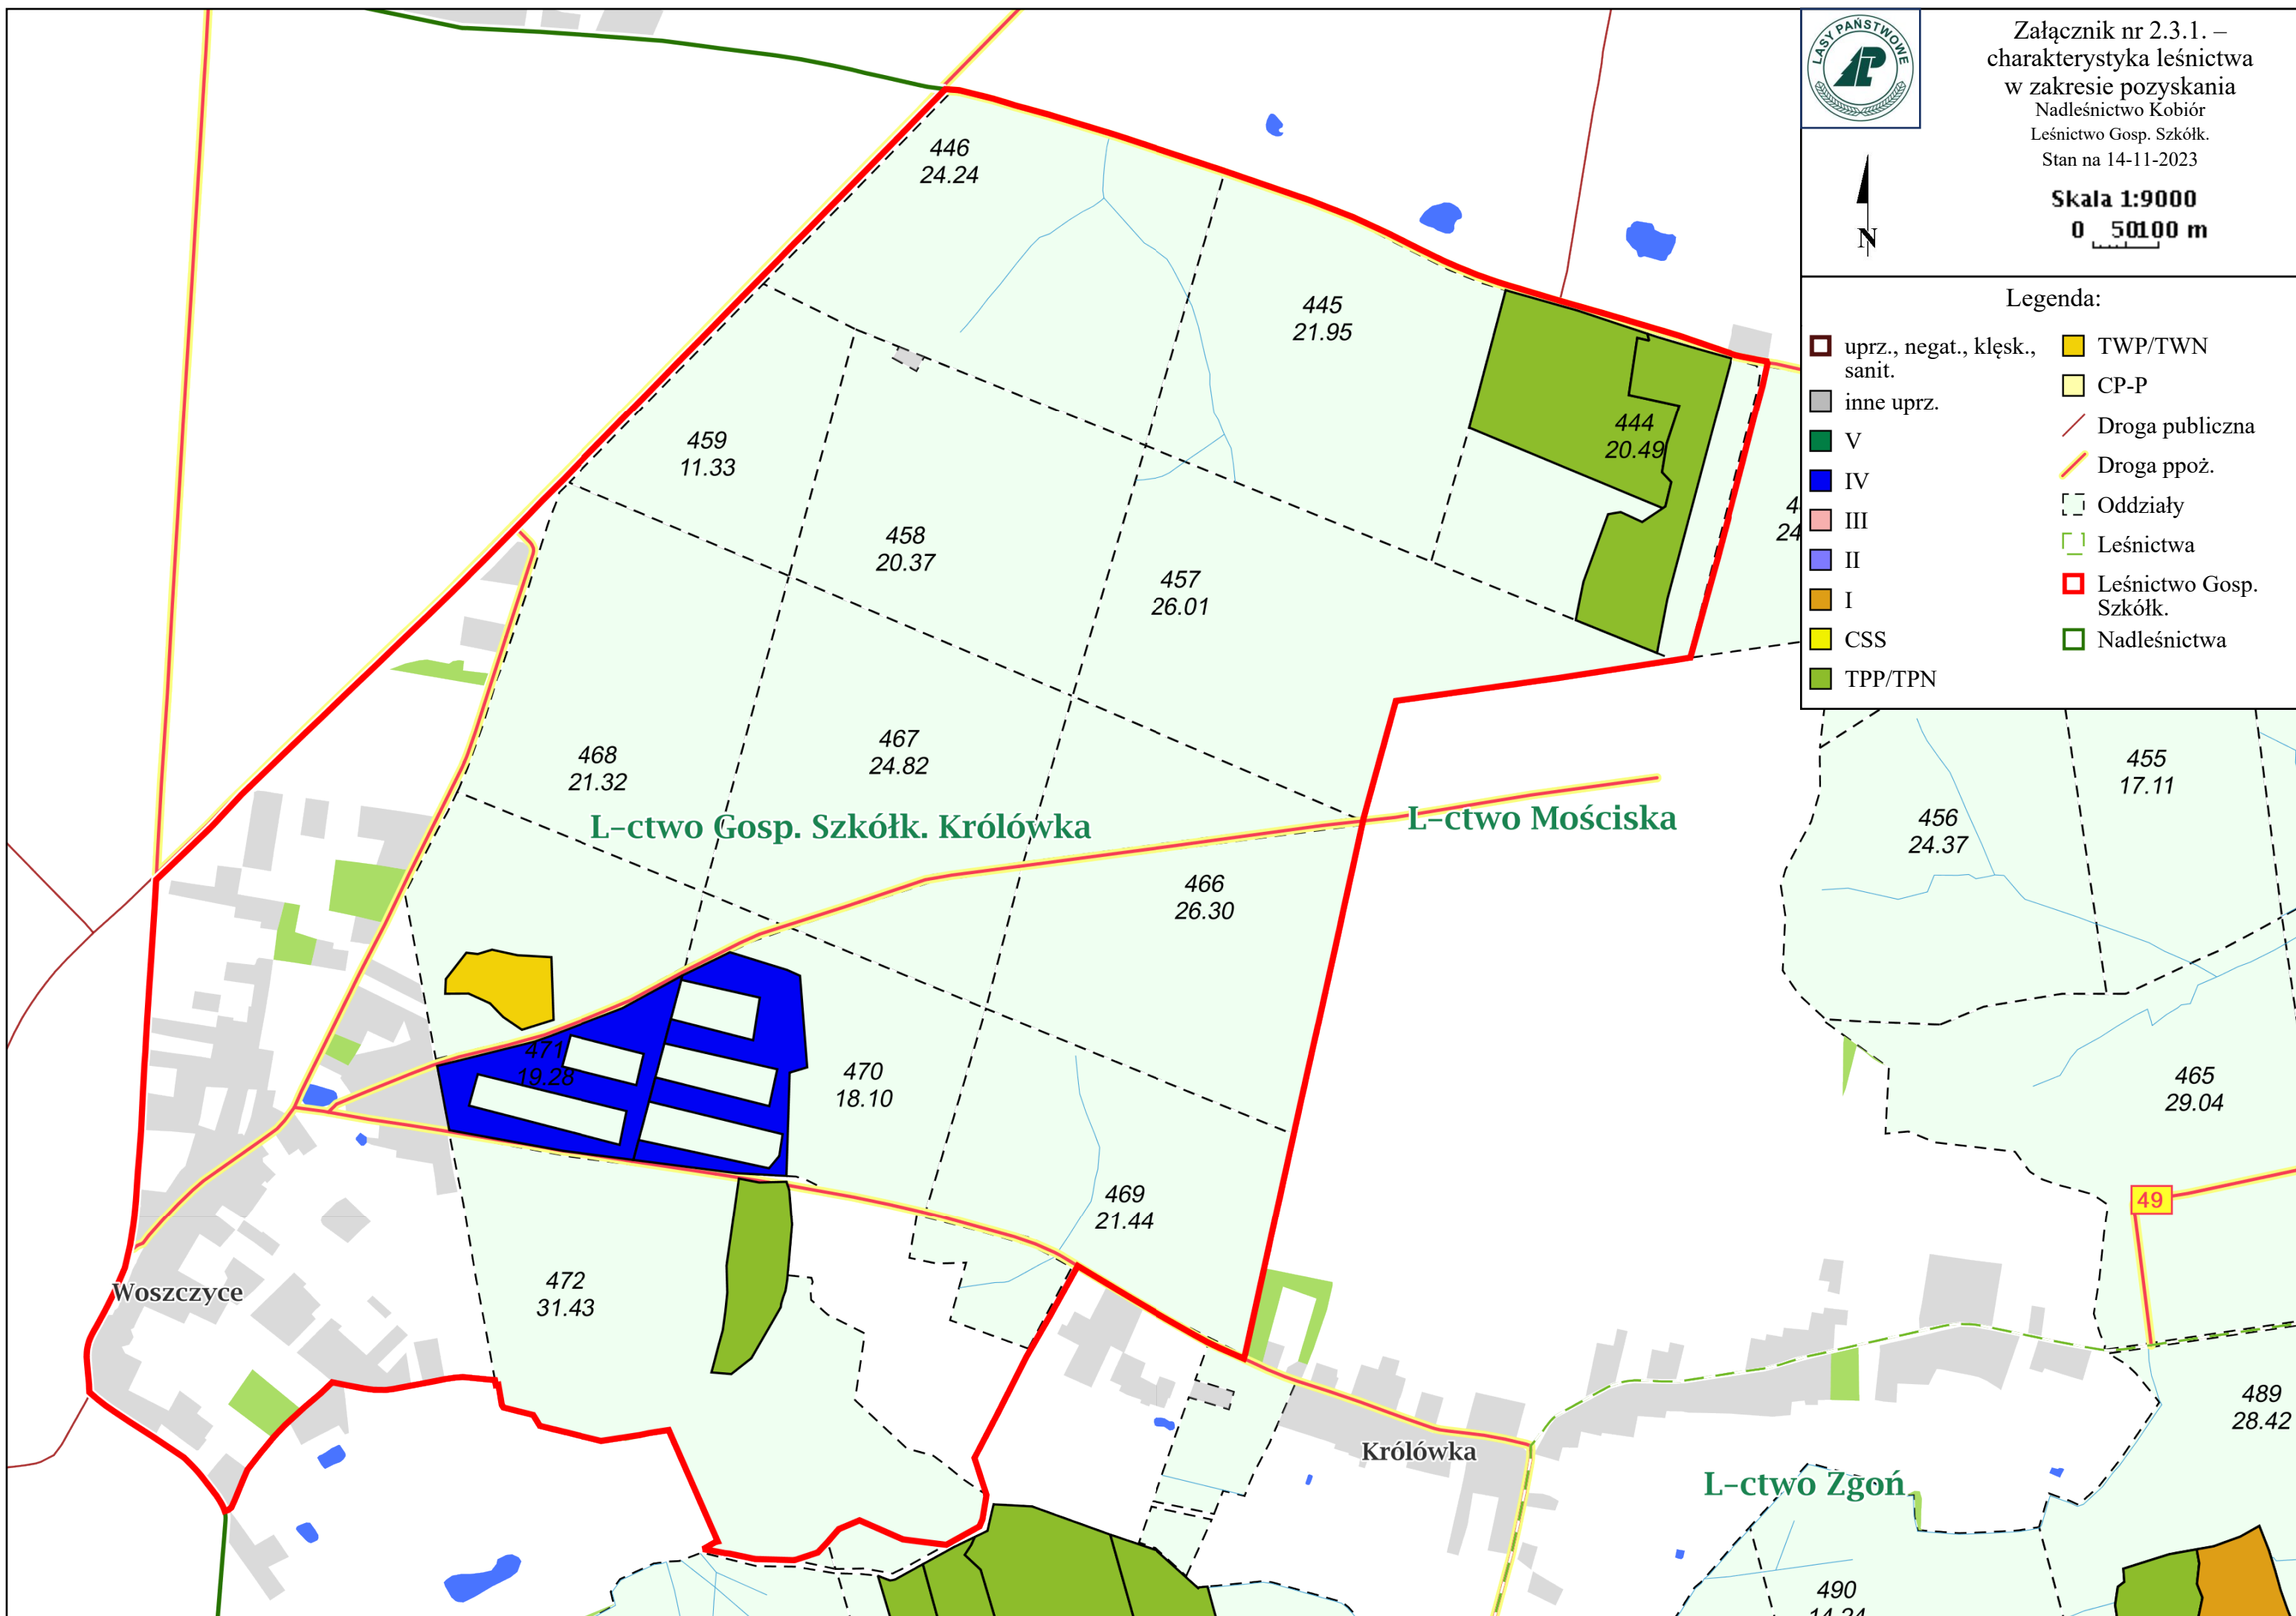 LASY PAŃSTWOWE
Załącznik nr 2.3.1. –
charakterystyka leśnictwa
w zakresie pozyskania
Nadleśnictwo Kobiór
Leśnictwo Gosp. Szkółk.
Stan na 14-11-2023
Skala 1:9000
0 50 100 m
N
Legenda:
uprz., negat., klęsk.,
sanit.
inne uprz.
V
IV
III
II
I
CSS
TPP/TPN
TWP/TWN
CP-P
Droga publiczna
Droga ppoż.
Oddziały
Leśnictwa
Leśnictwo Gosp.
Szkółk.
Nadleśnictwa
446
24.24
445
21.95
444
20.49
459
11.33
458
20.37
457
26.01
468
21.32
467
24.82
L-ctwo Gosp. Szkółk. Królówka
L-ctwo Mościska
455
17.11
456
24.37
466
26.30
471
19.28
470
18.10
465
29.04
469
21.44
49
472
31.43
Woszczyce
489
28.42
Królówka
L-ctwo Zgoń
490
14.24